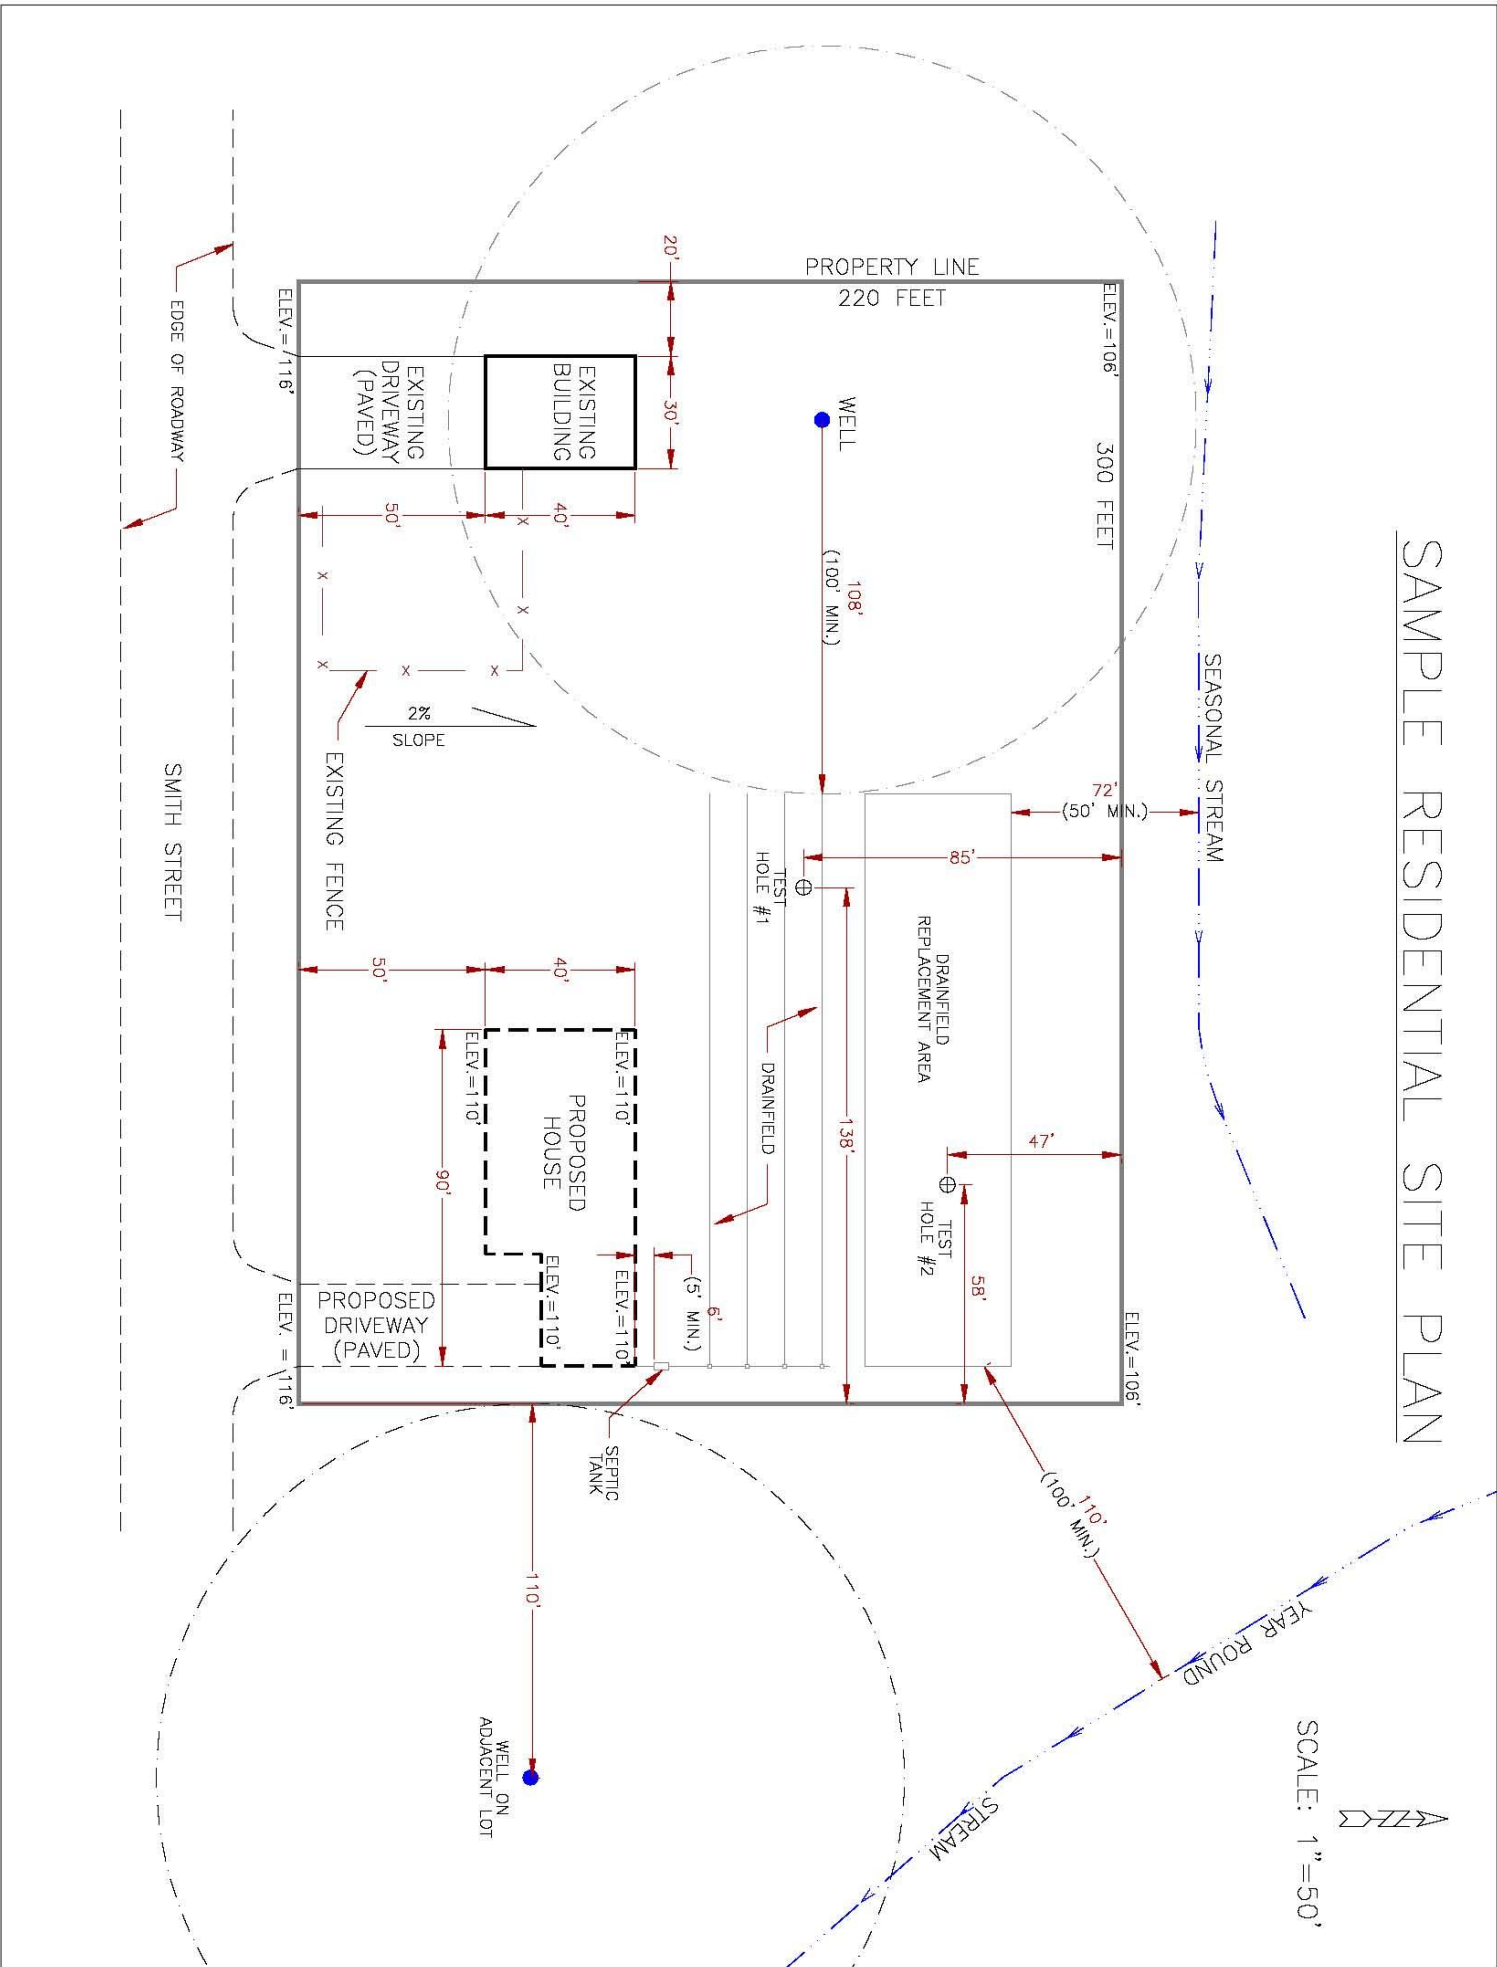 SAMPLE RESIDENTIAL SITE PLAN
SCALE: 1"=50'
SEASONAL STREAM
YEAR ROUND
STREAM
72'
(50' MIN.)
110'
(100' MIN.)
ELEV.=106'
300 FEET
ELEV.=106'
PROPERTY LINE
220 FEET
WELL
108'
(100' MIN.)
85'
47'
DRAINFIELD
REPLACEMENT AREA
TEST
HOLE #2
58'
138'
TEST
HOLE #1
DRAINFIELD
20'
30'
EXISTING
BUILDING
40'
50'
EXISTING
DRIVEWAY
(PAVED)
X
X
X
X
X
X
2%
SLOPE
EXISTING FENCE
40'
50'
ELEV.=110'
ELEV.=110'
PROPOSED
HOUSE
ELEV.=110'
ELEV.=110'
90'
6'
(5' MIN.)
SEPTIC
TANK
PROPOSED
DRIVEWAY
(PAVED)
110'
WELL ON
ADJACENT LOT
ELEV.=116'
ELEV. =116'
EDGE OF ROADWAY
SMITH STREET